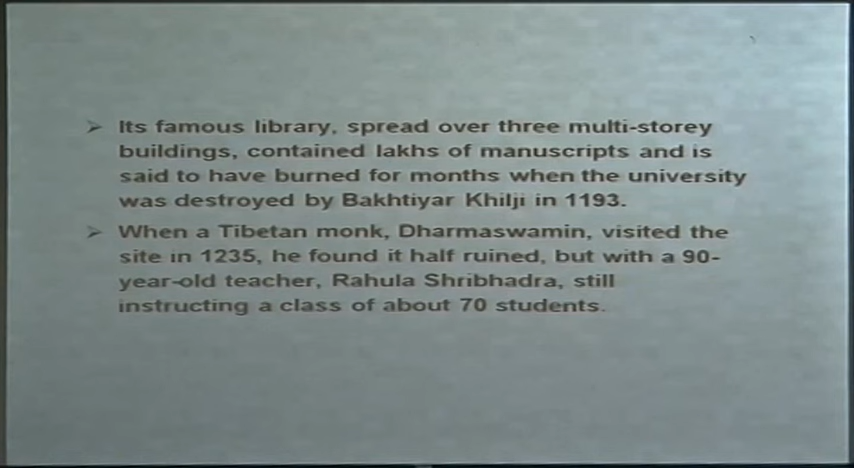 ➢ Its famous library, spread over three multi-storey
buildings, contained lakhs of manuscripts and is
said to have burned for months when the university
was destroyed by Bakhtiyar Khilji in 1193.
➢ When a Tibetan monk, Dharmaswamin, visited the
site in 1235, he found it half ruined, but with a 90-
year-old teacher, Rahula Shribhadra, still
instructing a class of about 70 students.